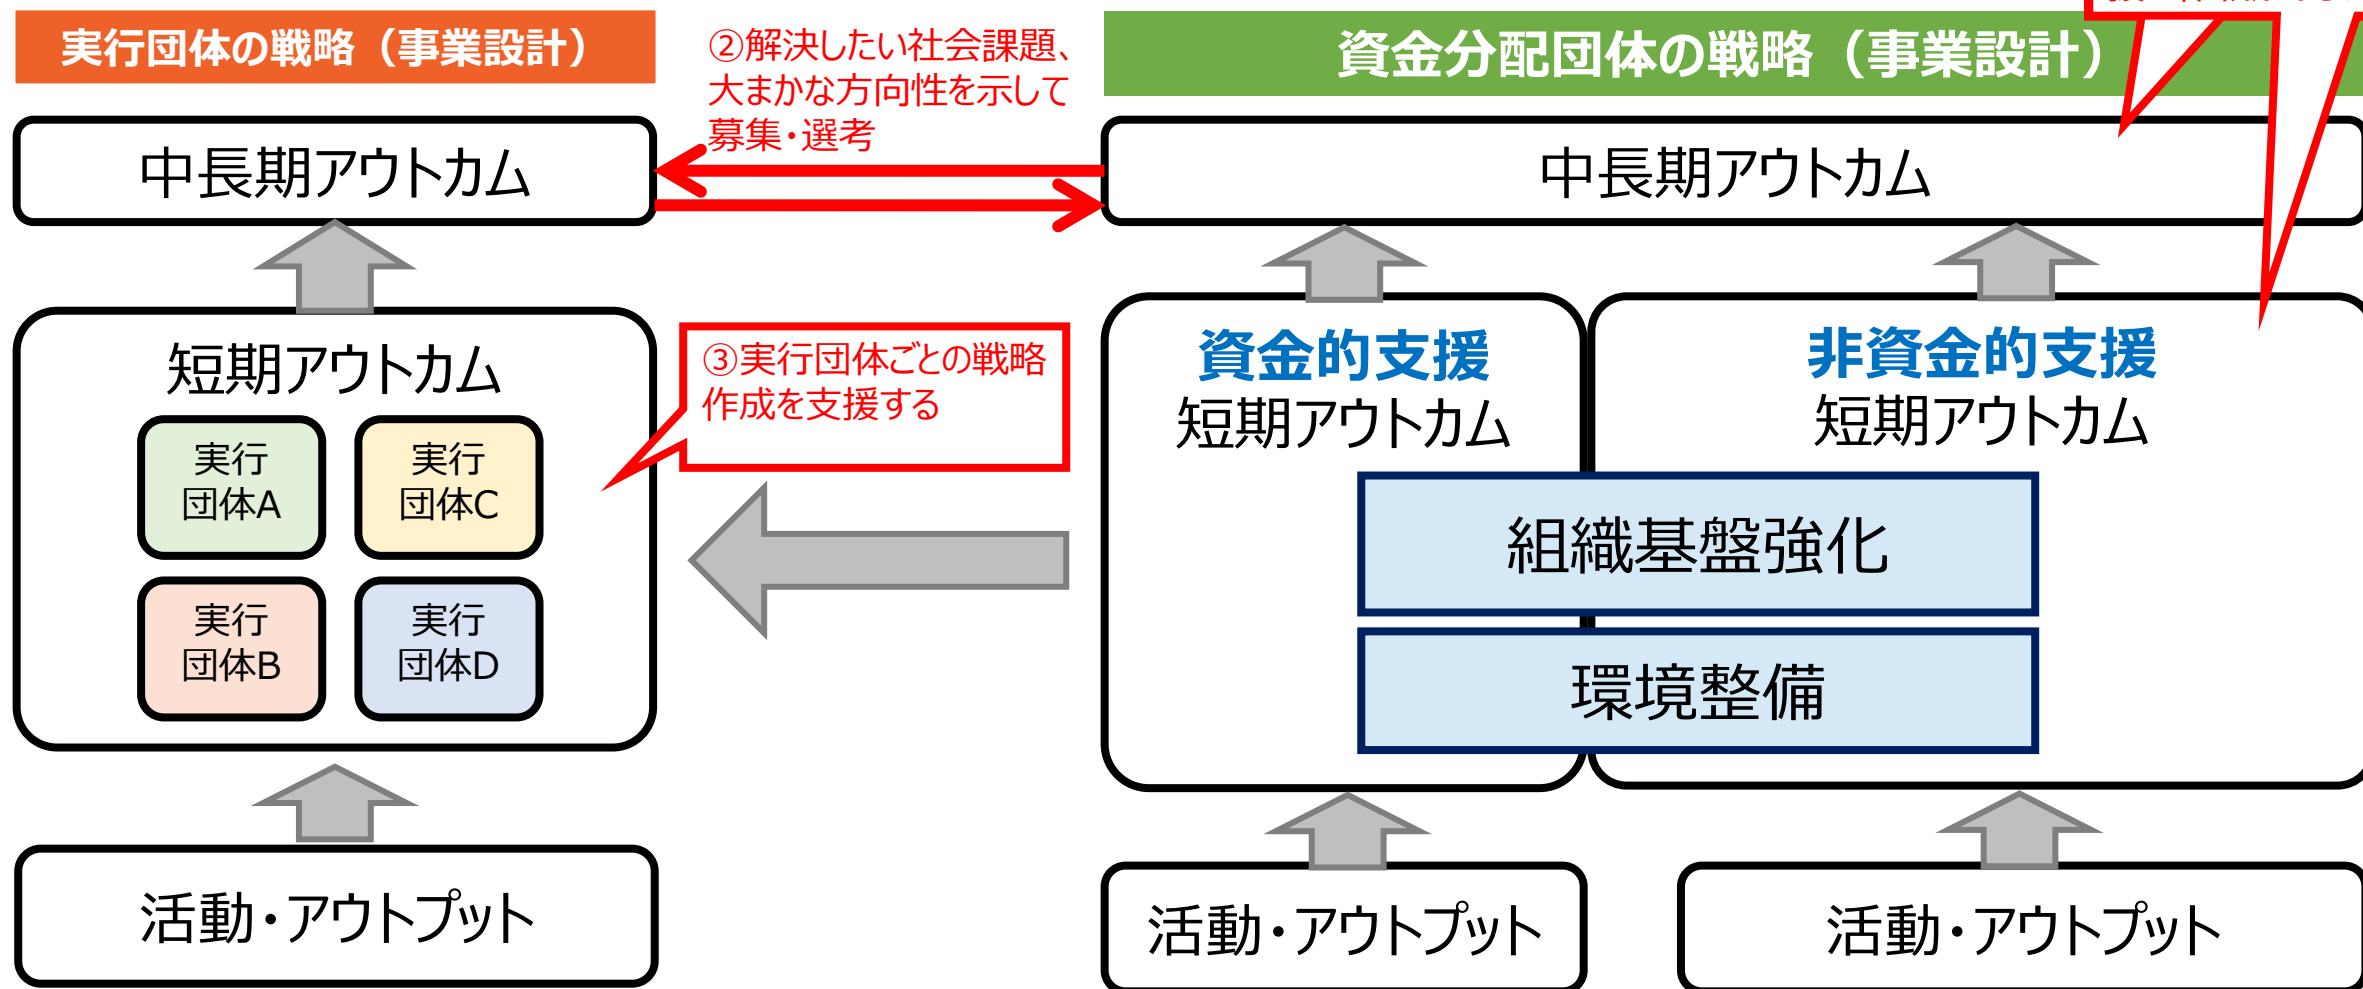 実行団体の戦略（事業設計）
②解決したい社会課題、
大まかな方向性を示して
募集・選考
資金分配団体の戦略（事業設計）
中長期アウトカム
中長期アウトカム
短期アウトカム
実行
団体A
実行
団体C
実行
団体B
実行
団体D
③実行団体ごとの戦略
作成を支援する
資金的支援
短期アウトカム
非資金的支援
短期アウトカム
組織基盤強化
環境整備
活動・アウトプット
活動・アウトプット
活動・アウトプット